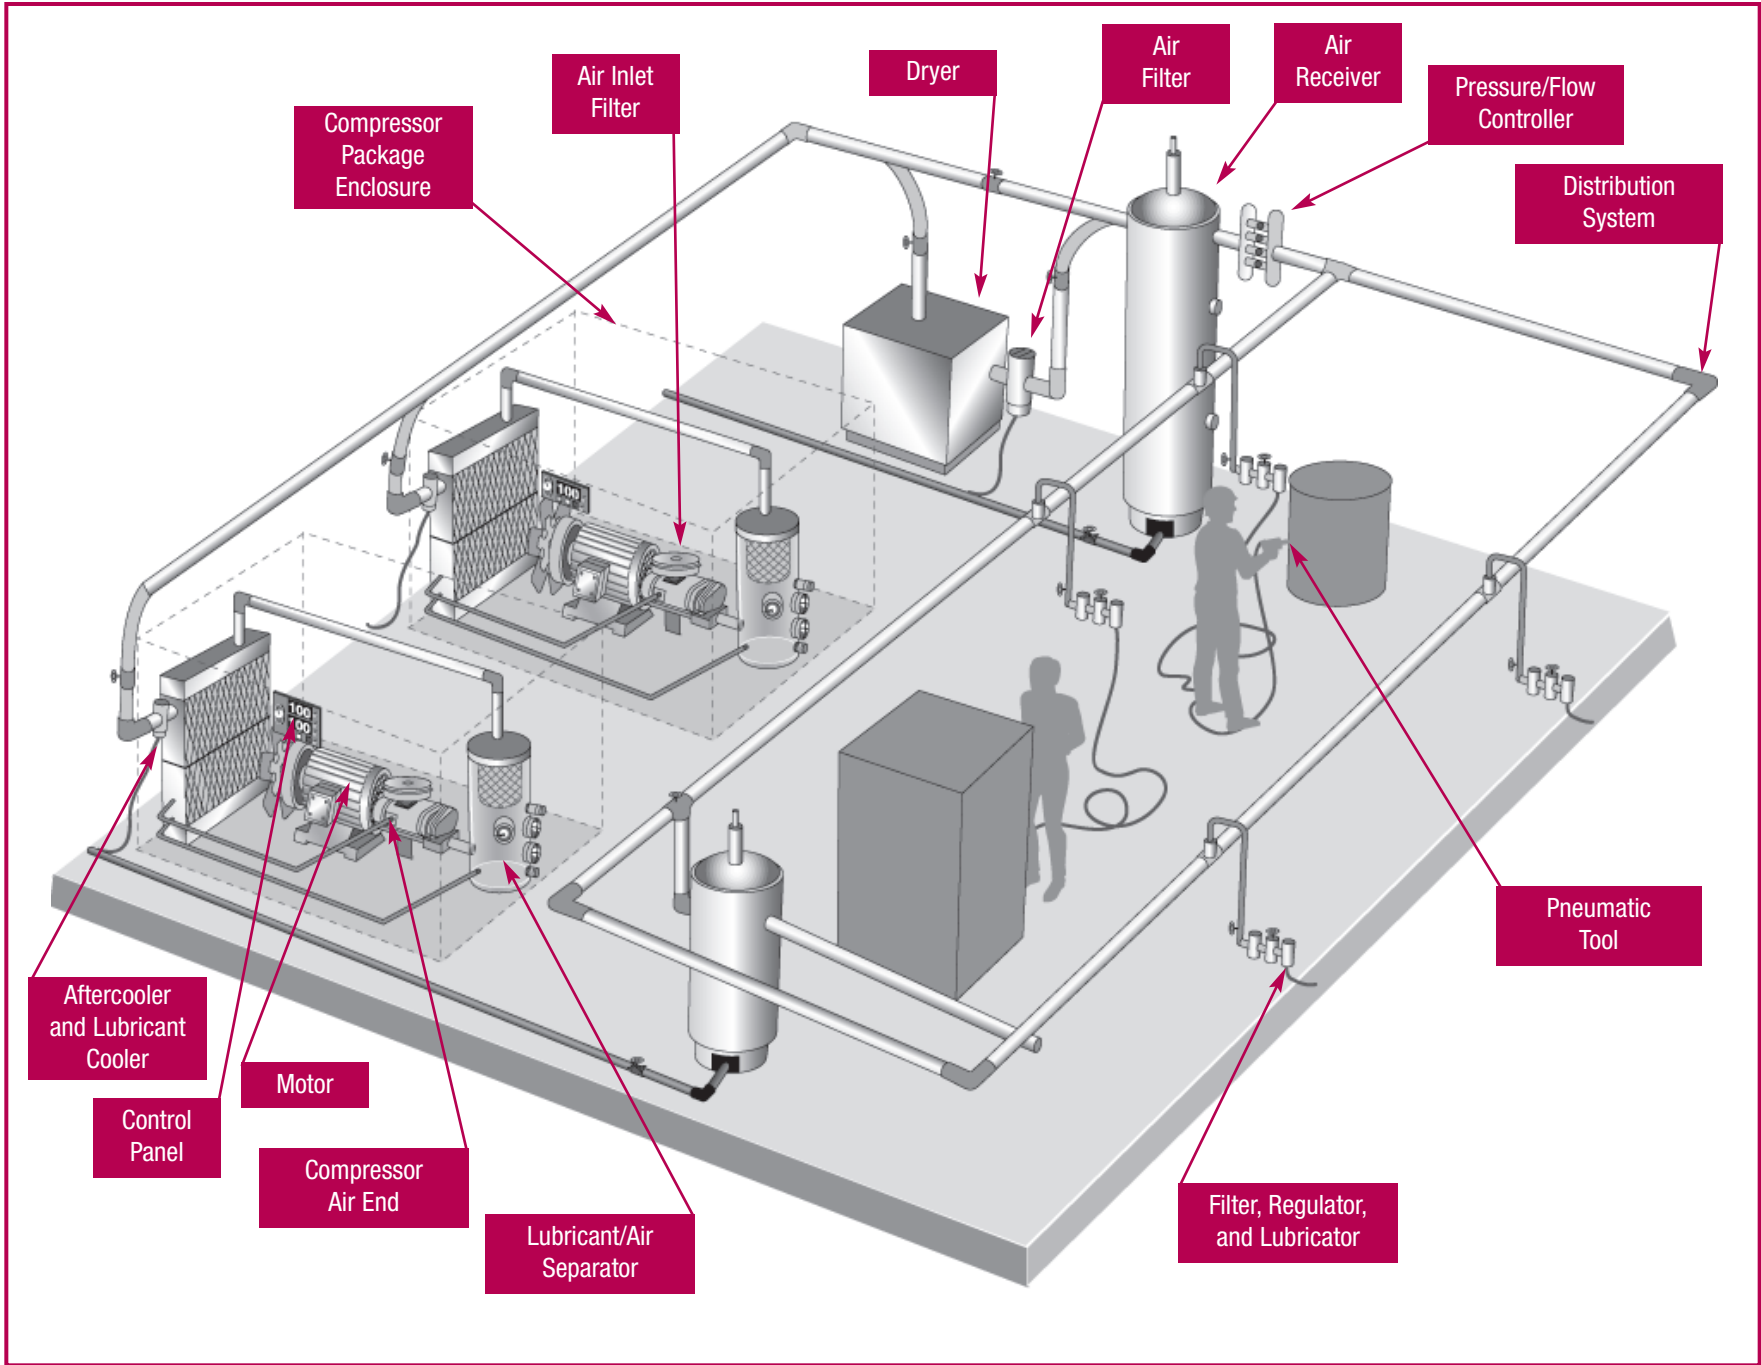 Air Inlet
Filter
Dryer
Air
Filter
Air
Receiver
Pressure/Flow
Controller
Compressor
Package
Enclosure
Distribution
System
100
100
100
Pneumatic
Tool
Aftercooler
and Lubricant
Cooler
Motor
Control
Panel
Compressor
Air End
Lubricant/Air
Separator
Filter, Regulator,
and Lubricator